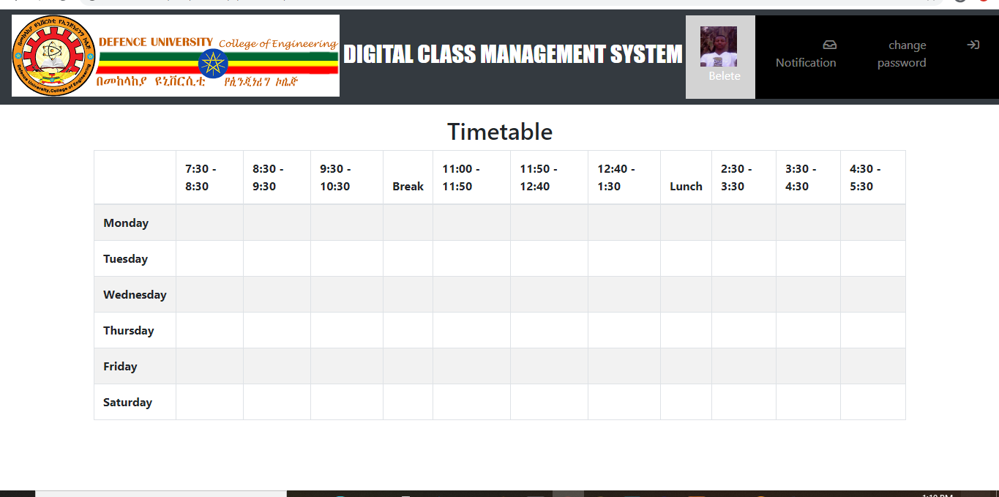 DEFENCE UNIVERSITY College of Engineering
በመከላከያ ዩኒቨርሲቲ የኢንጂነሪንግ ኮሌጅ
Defence University, College of Engineering
DIGITAL CLASS MANAGEMENT SYSTEM
Belete
Notification
change
password
Timetable
7:30 - 8:30 - 9:30 - 11:00 - 11:50 - 12:40 - 2:30 - 3:30 - 4:30 -
8:30 9:30 10:30 Break 11:50 12:40 1:30 Lunch 3:30 4:30 5:30
Monday
Tuesday
Wednesday
Thursday
Friday
Saturday